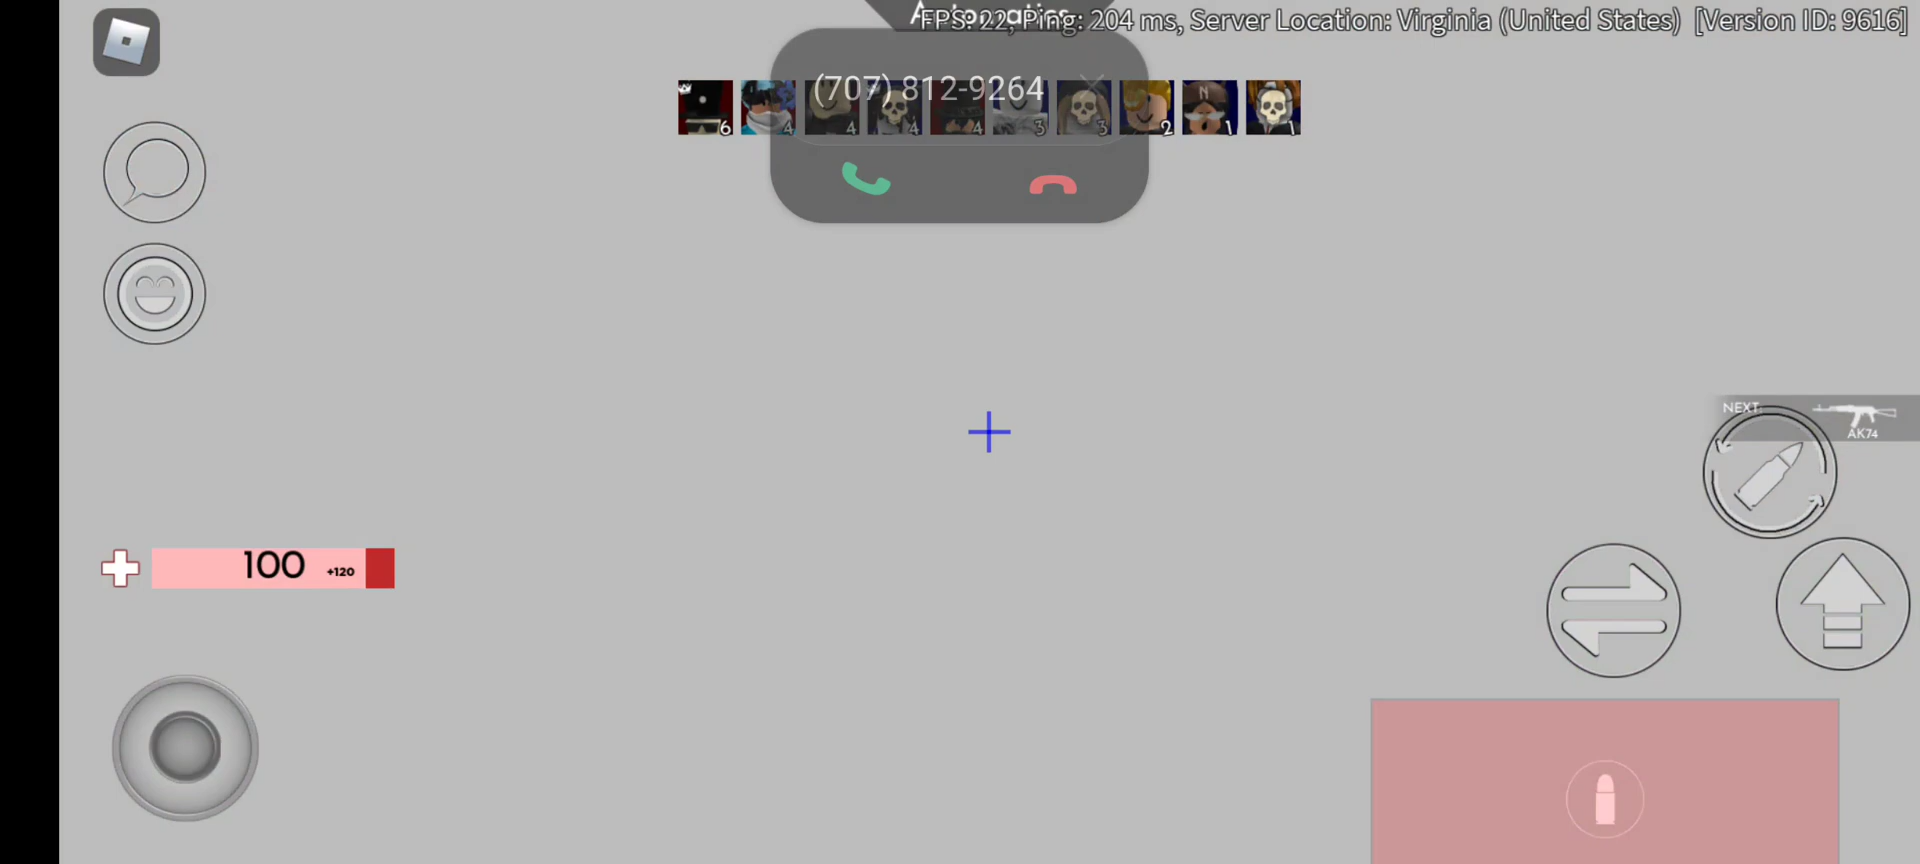 FPS: 22, Ping: 204 ms, Server Location: Virginia (United States) [Version ID: 9616]
(707) 812-9264
6 4 4 4 4 3 3 2 1 1
N
NEXT:
AK74
100 +120